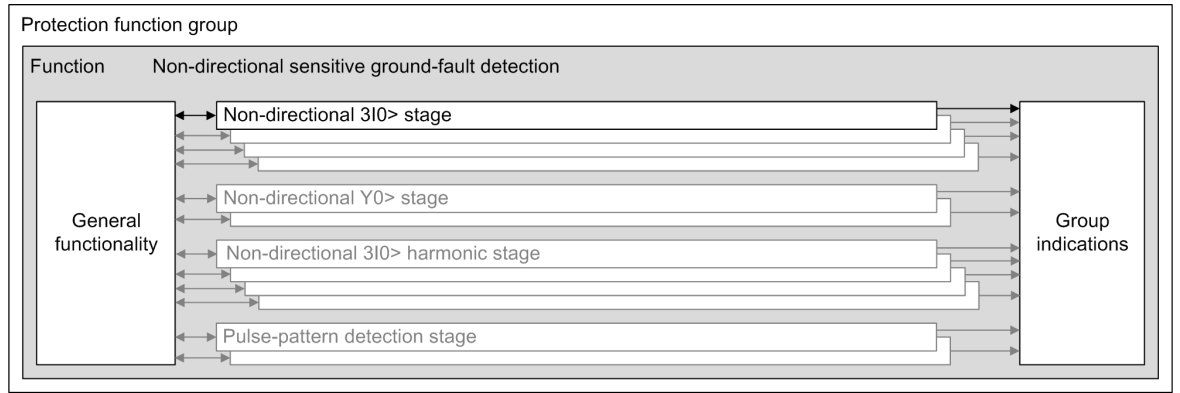 Protection function group
Function Non-directional sensitive ground-fault detection
Non-directional 3I0> stage
Non-directional Y0> stage
General
functionality
Group
indications
Non-directional 3I0> harmonic stage
Pulse-pattern detection stage